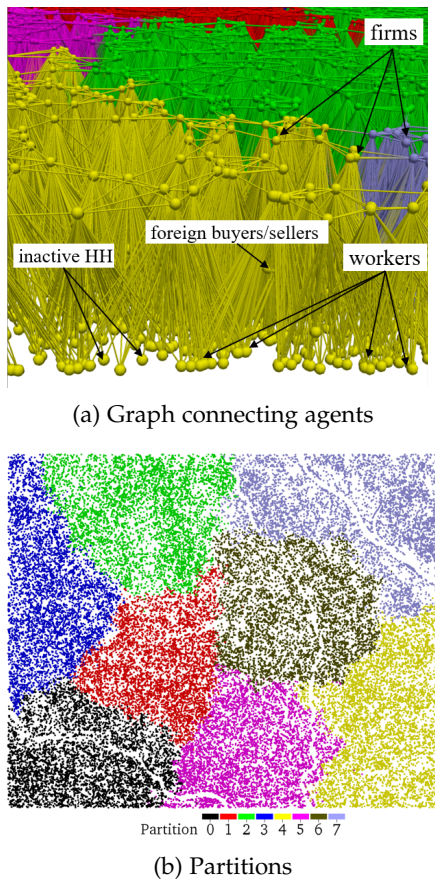 firms
foreign buyers/sellers
inactive HH
workers
(a) Graph connecting agents
Partition 0 1 2 3 4 5 6 7
(b) Partitions